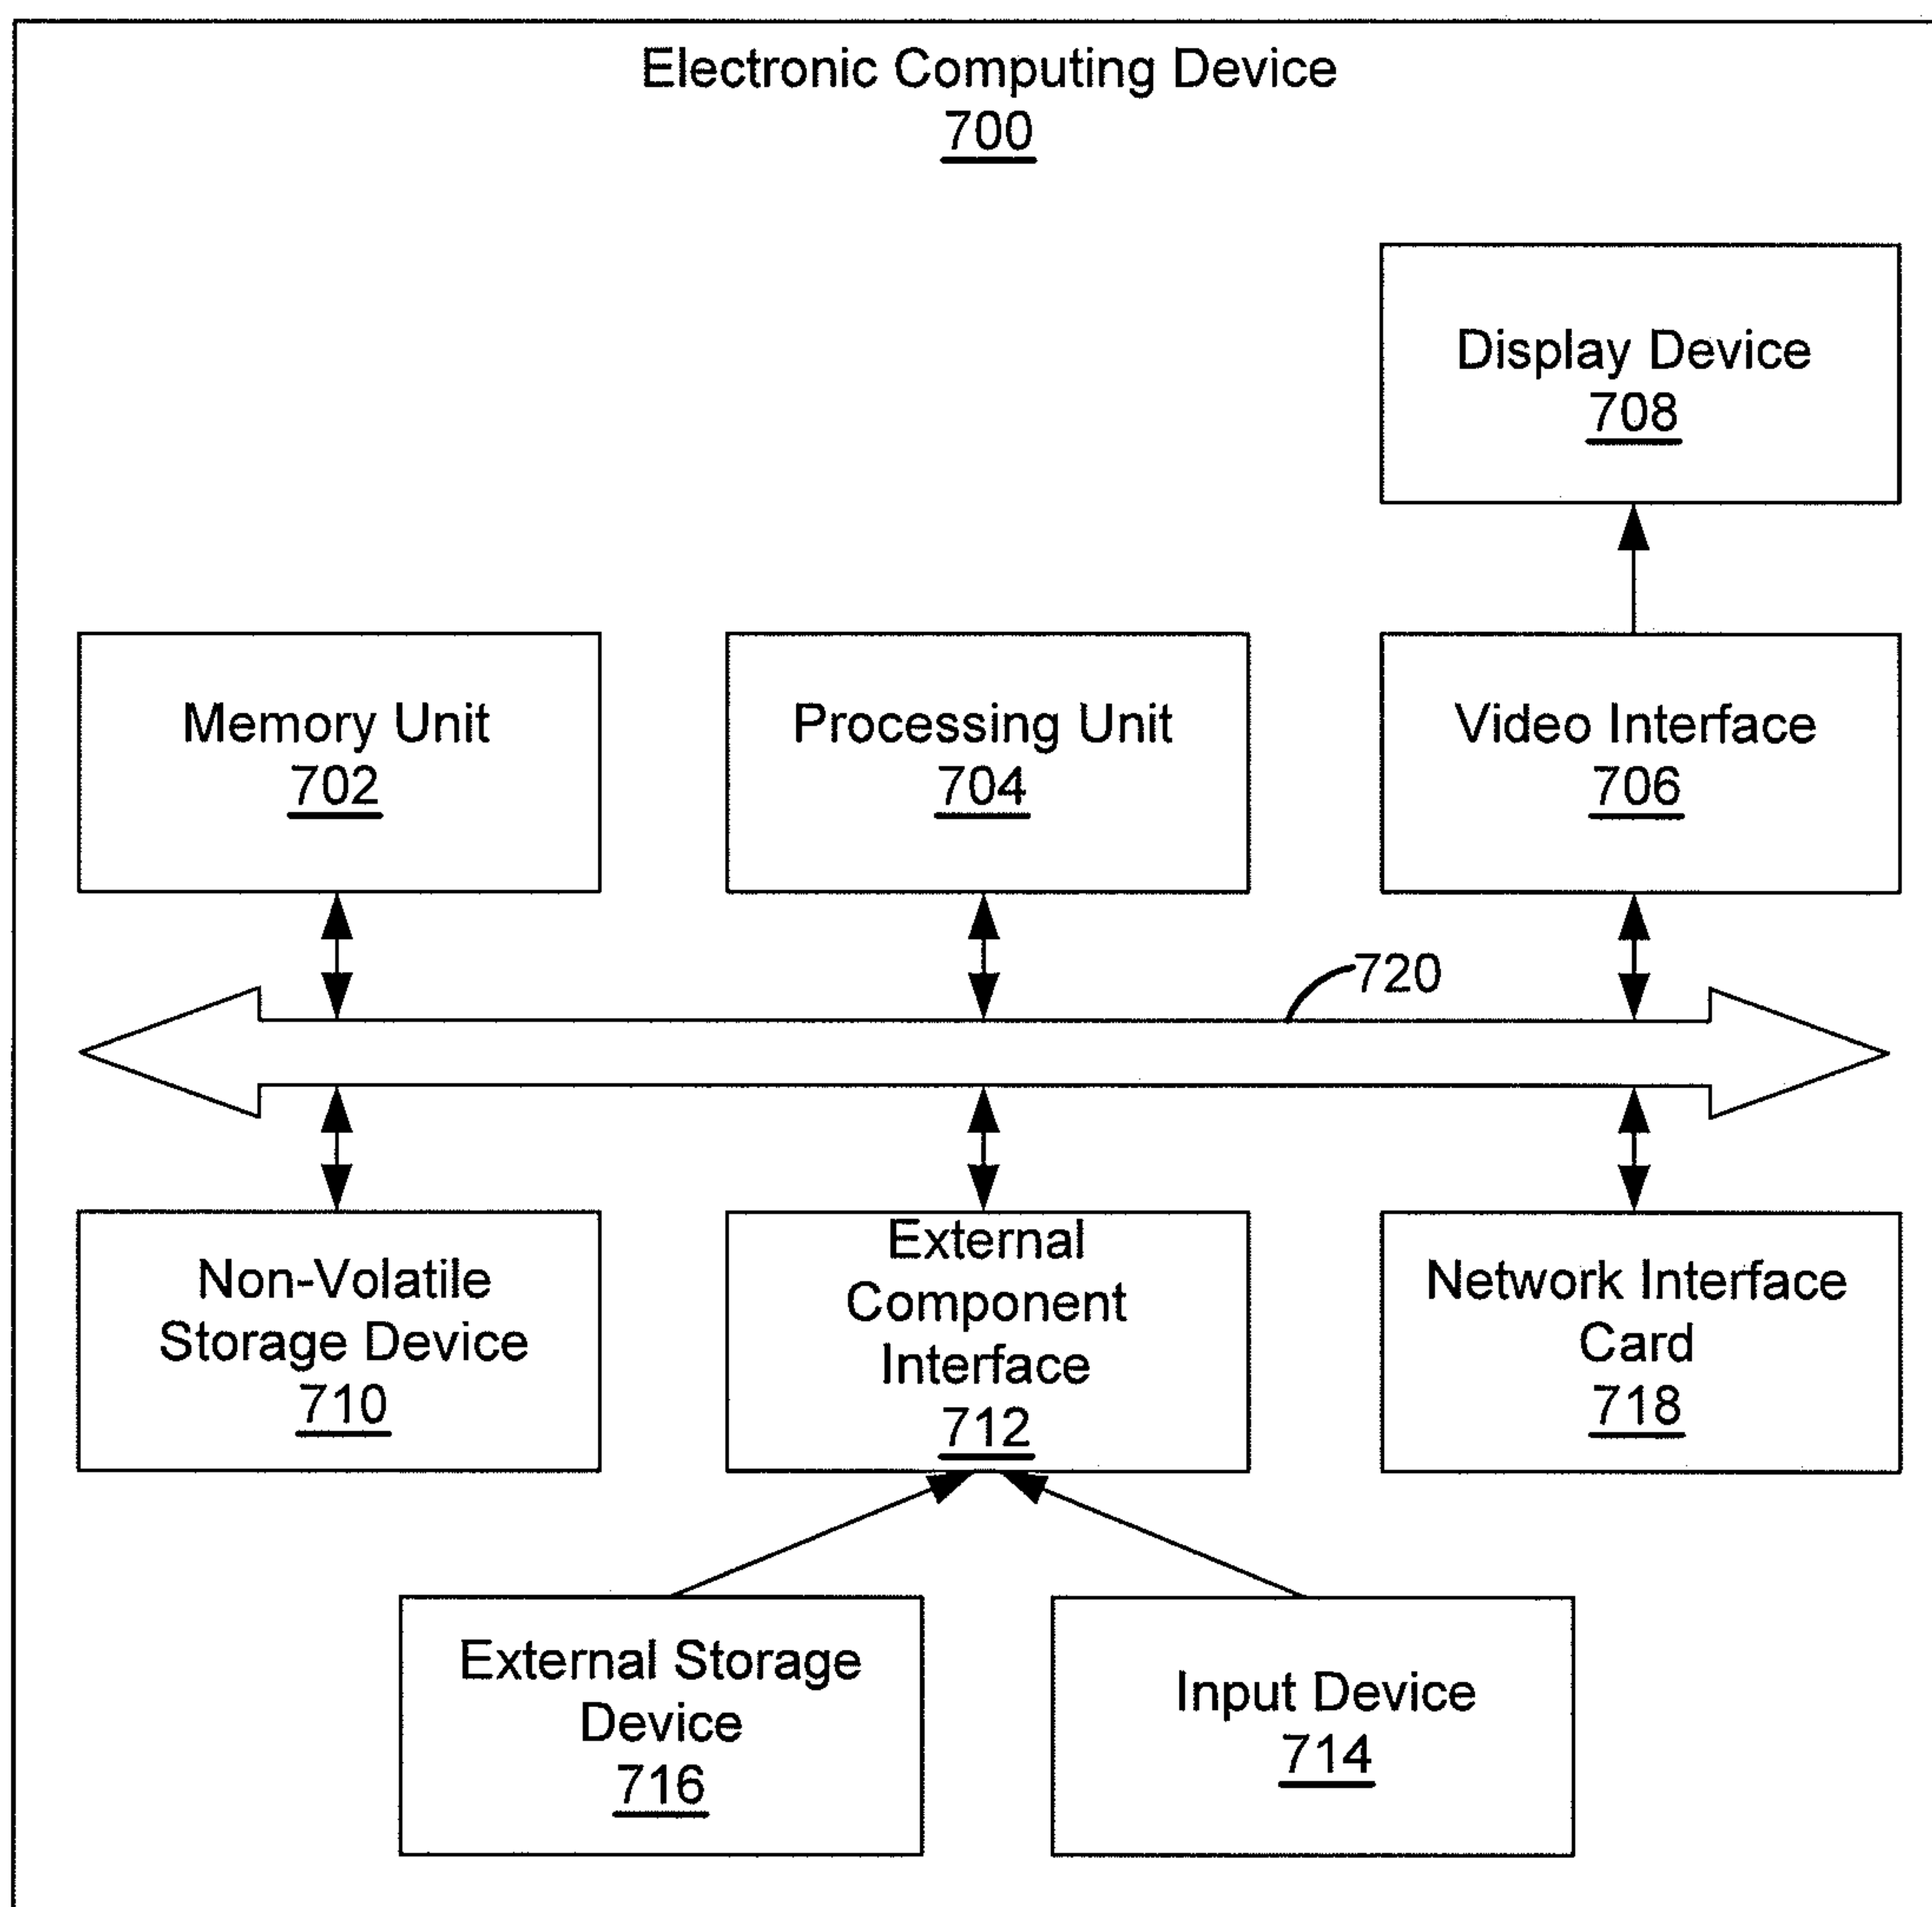 Electronic Computing Device
700
Display Device
708
Memory Unit
702
Processing Unit
704
Video Interface
706
720
Non-Volatile
Storage Device
710
External
Component
Interface
712
Network Interface
Card
718
External Storage
Device
716
Input Device
714